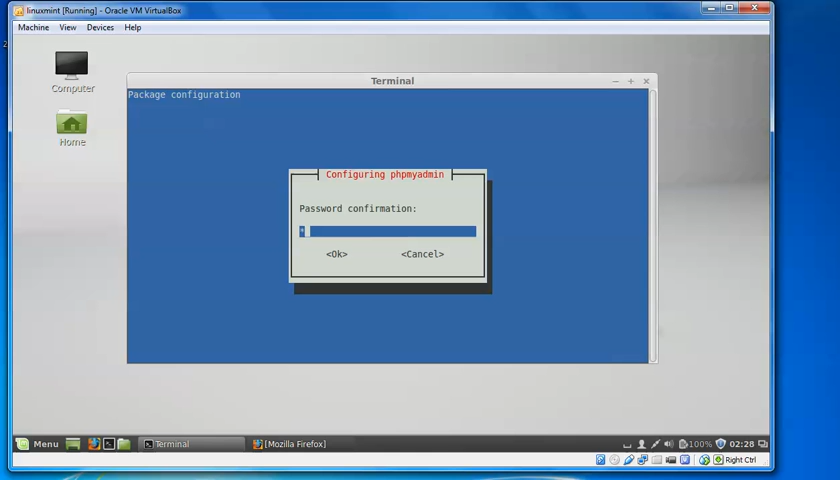 linuxmint [Running] - Oracle VM VirtualBox
Machine View Devices Help
2
Computer
Home
Terminal
Package configuration
Configuring phpmyadmin
Password confirmation:
*
<Ok> <Cancel>
Menu Terminal [Mozilla Firefox] 100% 02:28
Right Ctrl